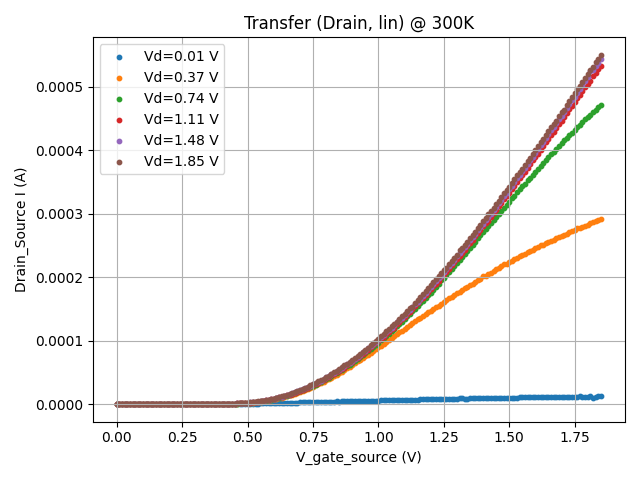 Transfer (Drain, lin) @ 300K
Vd=0.01 V
Vd=0.37 V
Vd=0.74 V
Vd=1.11 V
Vd=1.48 V
Vd=1.85 V
Drain_Source I (A)
0.0005
0.0004
0.0003
0.0002
0.0001
0.0000
0.00 0.25 0.50 0.75 1.00 1.25 1.50 1.75
V_gate_source (V)